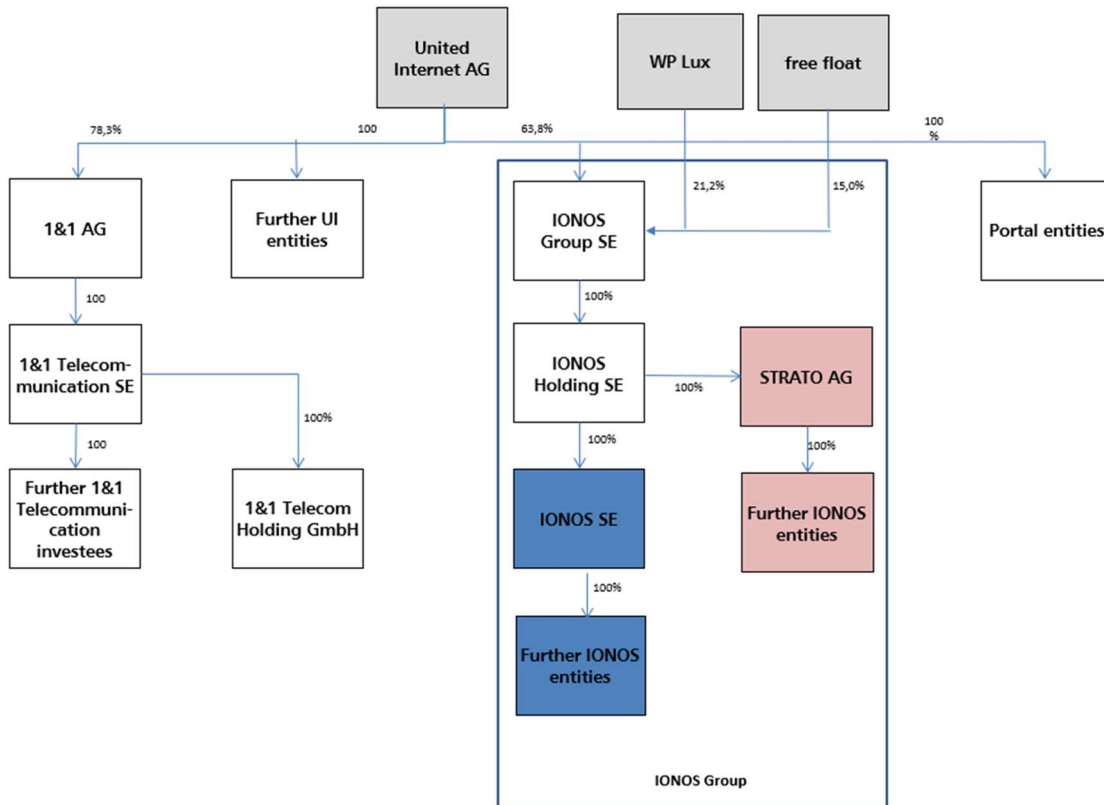 United
Internet AG
WP Lux
free float
78,3%
100
63,8%
100
%
1&1 AG
Further UI
entities
IONOS
Group SE
21,2%
15,0%
Portal entities
100
100%
1&1 Telecom-
munication SE
IONOS
Holding SE
100%
STRATO AG
100%
100
100%
100%
Further 1&1
Telecommuni-
cation
investees
1&1 Telecom
Holding GmbH
IONOS SE
Further IONOS
entities
100%
Further IONOS
entities
IONOS Group